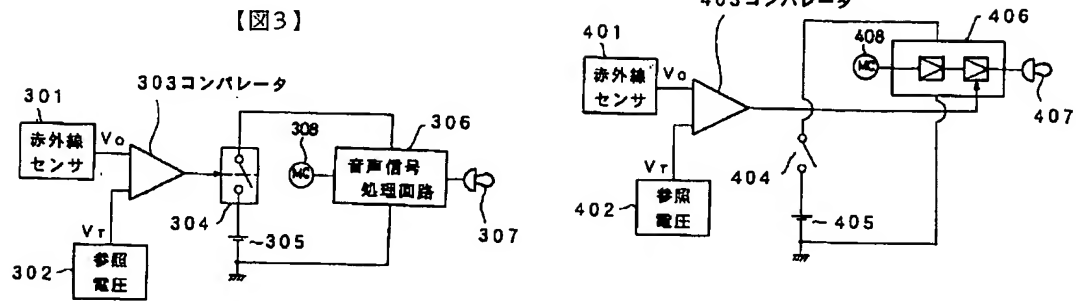 【図3】
301
赤外線
センサ
Vo
303コンパレータ
Vr
302
参照
電圧
304
305
308
MC
306
音声信号
処理回路
307
403コンパレータ
401
赤外線
センサ
Vo
Vr
402
参照
電圧
404
405
408
MC
406
407